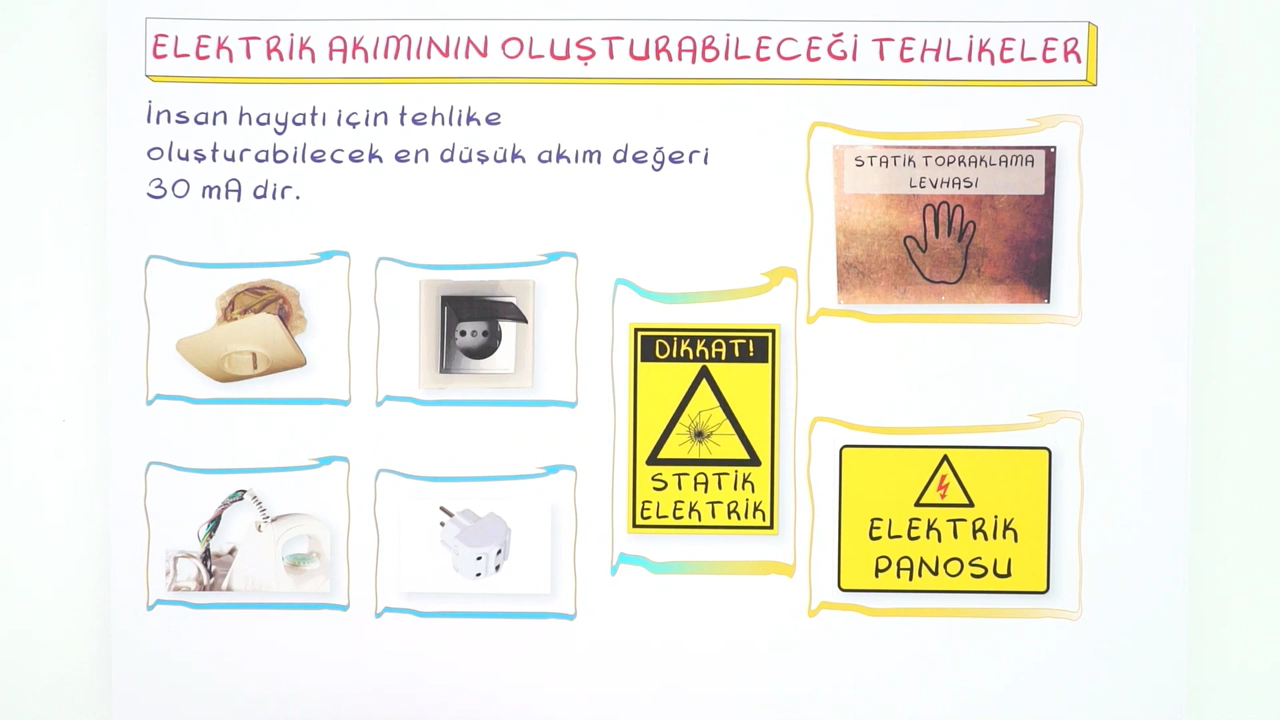 ELEKTRİK AKIMININ OLUŞTURABİLECEĞİ TEHLİKELER
İnsan hayatı için tehlike
oluşturabilecek en düşük akım değeri
30 mA dir.
STATİK TOPRAKLAMA
LEVHASI
DİKKAT!
STATİK
ELEKTRİK
ELEKTRİK
PANOSU